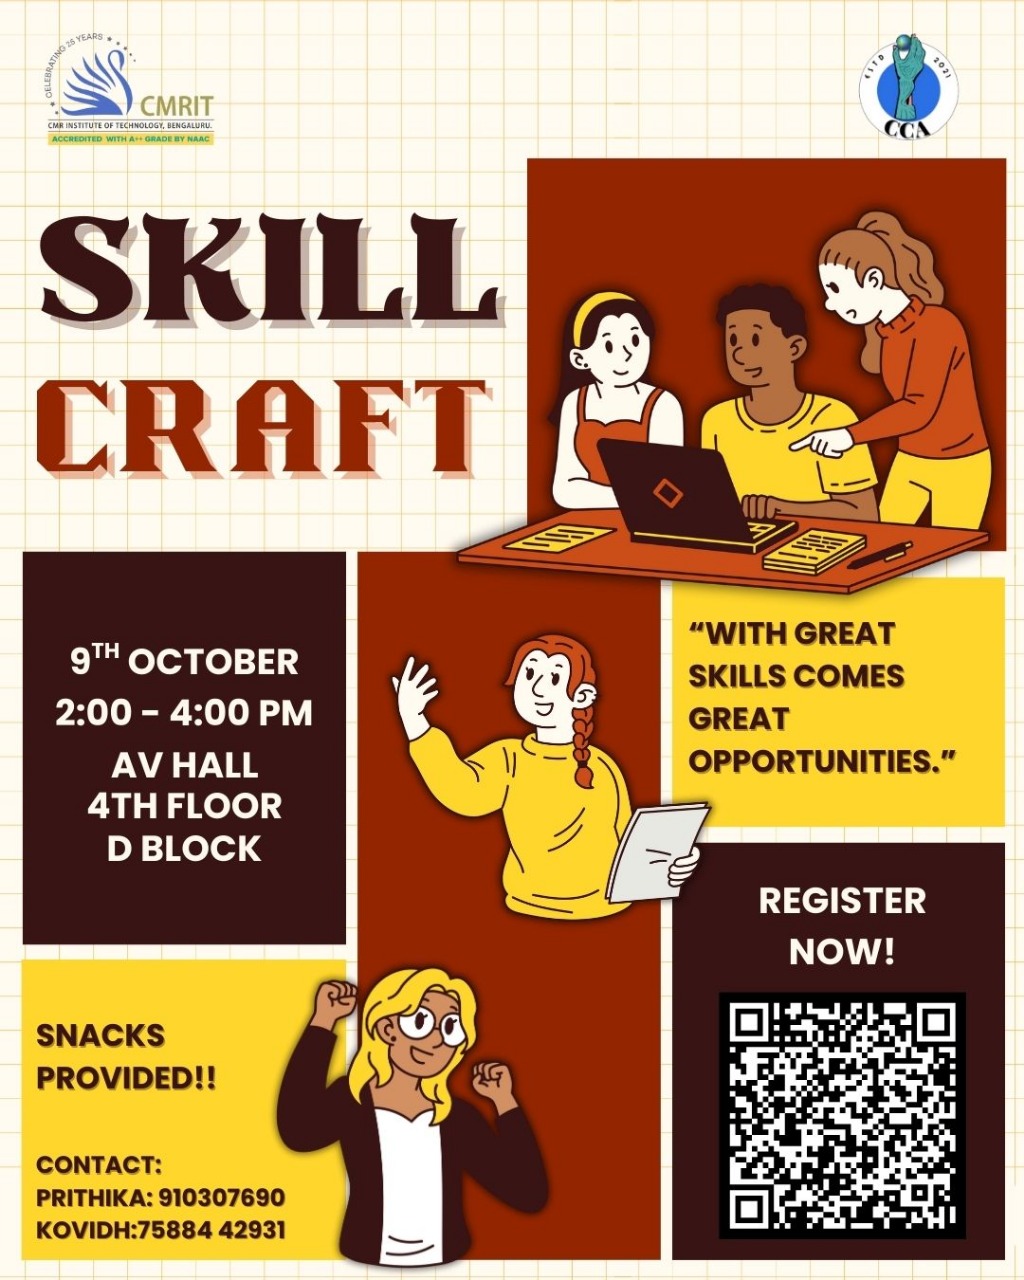 CELEBRATING 25 YEARS
CMRIT
CMR INSTITUTE OF TECHNOLOGY, BENGALURU.
ACCREDITED WITH A++ GRADE BY NAAC
ESTD 2021
CCA
SKILL
CRAFT
9TH OCTOBER
2:00 - 4:00 PM
AV HALL
4TH FLOOR
D BLOCK
“WITH GREAT
SKILLS COMES
GREAT
OPPORTUNITIES.”
REGISTER
NOW!
SNACKS
PROVIDED!!
CONTACT:
PRITHIKA: 910307690
KOVIDH:75884 42931